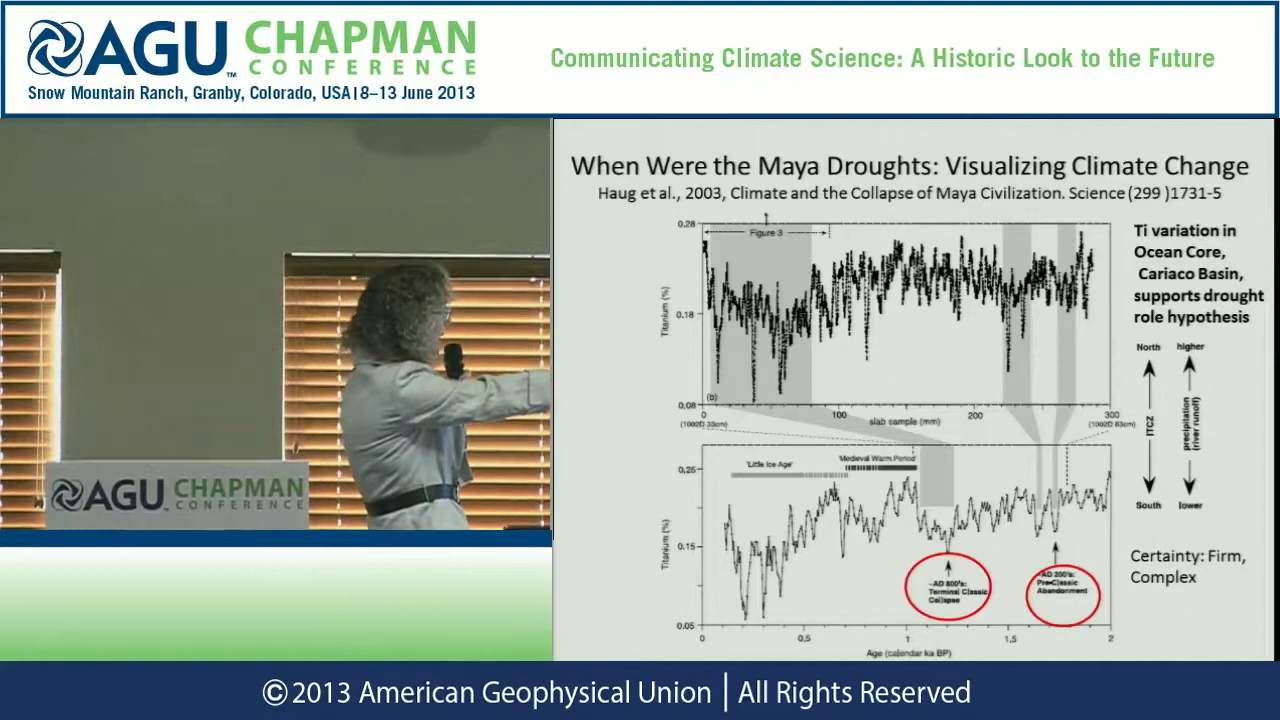 AGU CHAPMAN
CONFERENCE
™
Snow Mountain Ranch, Granby, Colorado, USA|8–13 June 2013
Communicating Climate Science: A Historic Look to the Future
When Were the Maya Droughts: Visualizing Climate Change
Haug et al., 2003, Climate and the Collapse of Maya Civilization. Science (299 )1731-5
Figure 3
0.28
0.18
0.08
Titanium (%)
(b)
0
100
200
300
slab sample (mm)
(1002D 33cm)
(1002D 63cm)
Ti variation in
Ocean Core,
Cariaco Basin,
supports drought
role hypothesis
North
higher
ITCZ
precipitation
(river runoff)
South
lower
'Little Ice Age'
'Medieval Warm Period'
0.25
0.15
0.05
Titanium (%)
~AD 800's:
Terminal Classic
Collapse
AD 200's:
Pre-Classic
Abandonment
0
0,5
1
1,5
2
Age (calendar ka BP)
Certainty: Firm,
Complex
AGU CHAPMAN
CONFERENCE
©2013 American Geophysical Union | All Rights Reserved